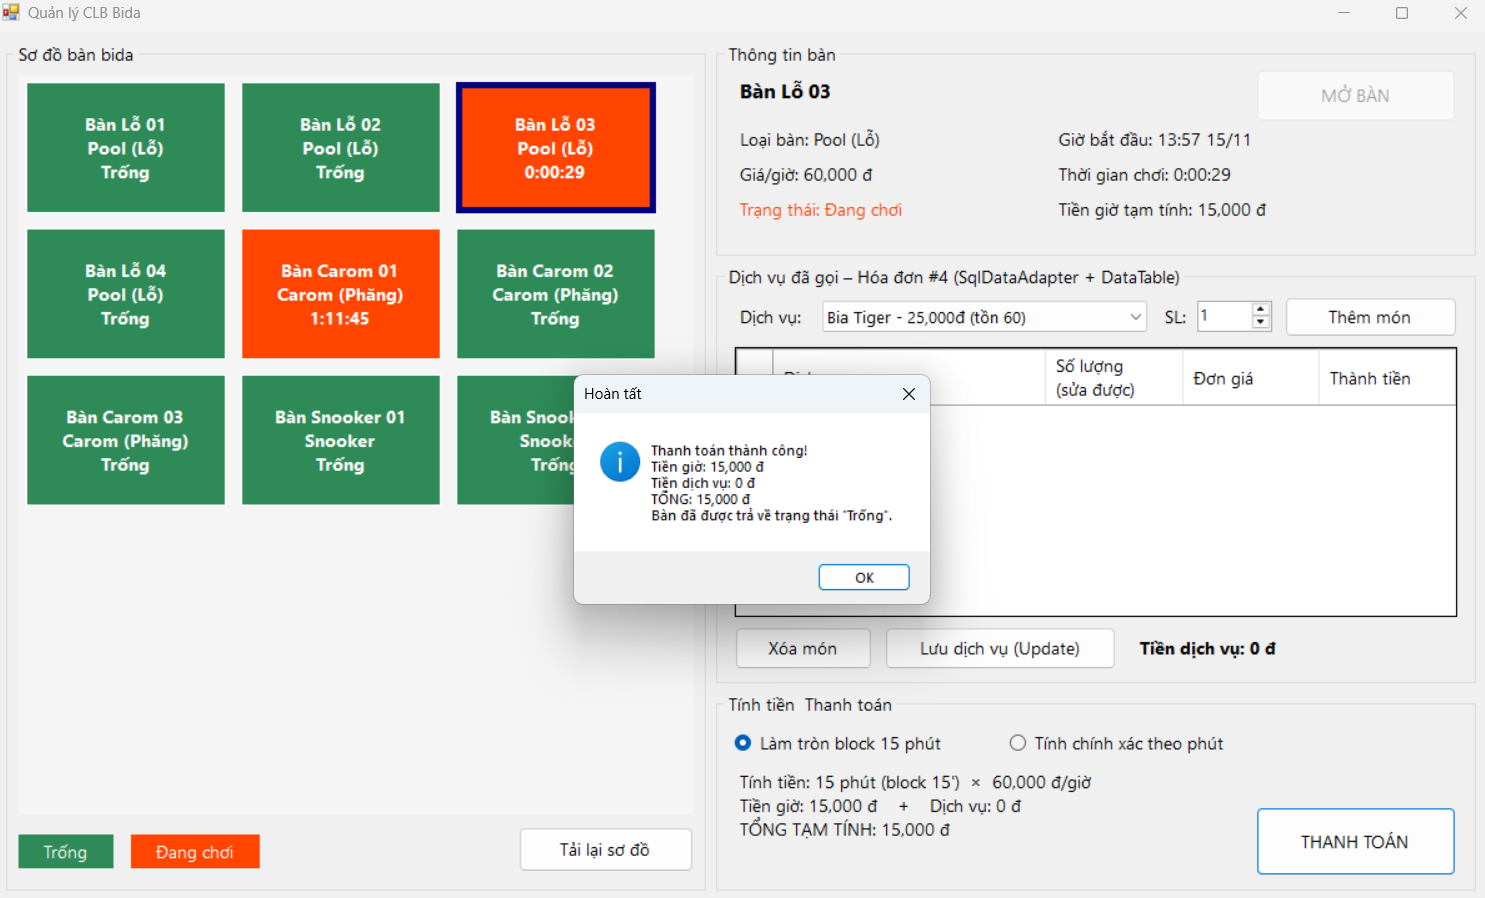 Quản lý CLB Bida
Sơ đồ bàn bida
Bàn Lỗ 01
Pool (Lỗ)
Trống
Bàn Lỗ 02
Pool (Lỗ)
Trống
Bàn Lỗ 03
Pool (Lỗ)
0:00:29
Bàn Lỗ 04
Pool (Lỗ)
Trống
Bàn Carom 01
Carom (Phăng)
1:11:45
Bàn Carom 02
Carom (Phăng)
Trống
Bàn Carom 03
Carom (Phăng)
Trống
Bàn Snooker 01
Snooker
Trống
Trống
Đang chơi
Tải lại sơ đồ
Thông tin bàn
Bàn Lỗ 03
MỞ BÀN
Loại bàn: Pool (Lỗ)
Giờ bắt đầu: 13:57 15/11
Giá/giờ: 60,000 đ
Thời gian chơi: 0:00:29
Trạng thái: Đang chơi
Tiền giờ tạm tính: 15,000 đ
Dịch vụ đã gọi – Hóa đơn #4 (SqlDataAdapter + DataTable)
Dịch vụ:
Bia Tiger - 25,000đ (tồn 60)
SL:
1
Thêm món
Số lượng
(sửa được)
Đơn giá
Thành tiền
Hoàn tất
Thanh toán thành công!
Tiền giờ: 15,000 đ
Tiền dịch vụ: 0 đ
TỔNG: 15,000 đ
Bàn đã được trả về trạng thái "Trống".
OK
Xóa món
Lưu dịch vụ (Update)
Tiền dịch vụ: 0 đ
Tính tiền  Thanh toán
Làm tròn block 15 phút
Tính chính xác theo phút
Tính tiền: 15 phút (block 15')  ×  60,000 đ/giờ
Tiền giờ: 15,000 đ    +    Dịch vụ: 0 đ
TỔNG TẠM TÍNH: 15,000 đ
THANH TOÁN